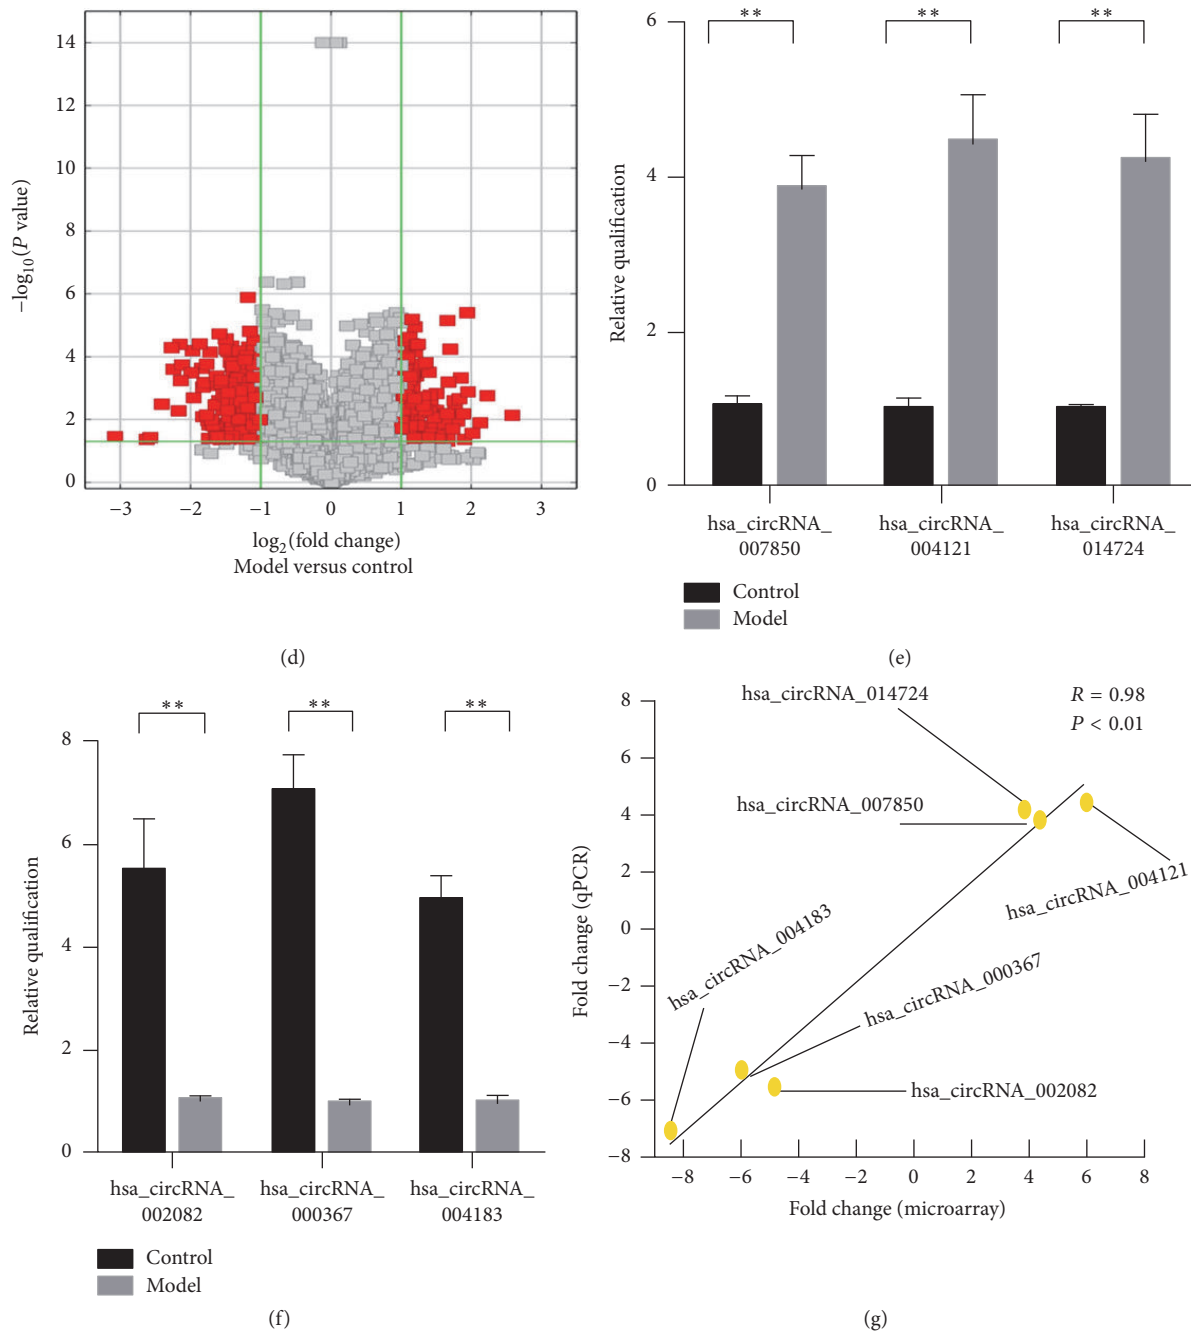 14
12
10
8
6
4
2
0
−log10(P value)
−3
−2
−1
0
1
2
3
log2(fold change)
Model versus control
(d)
6
4
2
0
Relative qualification
**
**
**
hsa_circRNA_
007850
hsa_circRNA_
004121
hsa_circRNA_
014724
Control
Model
(e)
8
6
4
2
0
Relative qualification
**
**
**
hsa_circRNA_
002082
hsa_circRNA_
000367
hsa_circRNA_
004183
Control
Model
(f)
8
6
4
2
0
−2
−4
−6
−8
Fold change (qPCR)
hsa_circRNA_014724
R = 0.98
P < 0.01
hsa_circRNA_007850
hsa_circRNA_004121
hsa_circRNA_004183
hsa_circRNA_000367
hsa_circRNA_002082
−8
−6
−4
−2
0
2
4
6
8
Fold change (microarray)
(g)